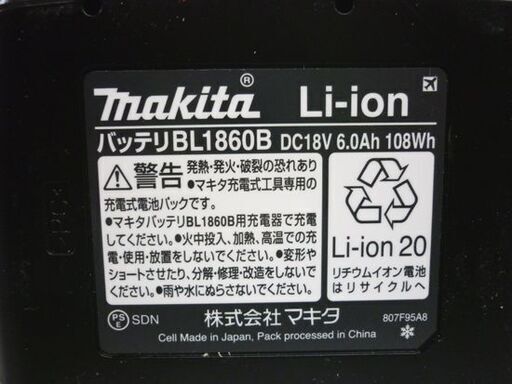 makita® Li-ion
バッテリBL1860B DC18V 6.0Ah 108Wh
警告 発熱・発火・破裂の恐れあり
●マキタ充電式工具専用の
充電式電池パックです。
●マキタバッテリBL1860B用充電器で充電
してください。●火中投入、加熱、高温での充
電・使用・放置をしないでください。●変形や
ショートさせたり、分解・修理・改造をしないで
ください。●雨や水にぬらさないでください。
Li-ion 20
リチウムイオン電池
はリサイクルへ
PSE SDN 株式会社 マキタ 807F95A8
Cell Made in Japan, Pack processed in China